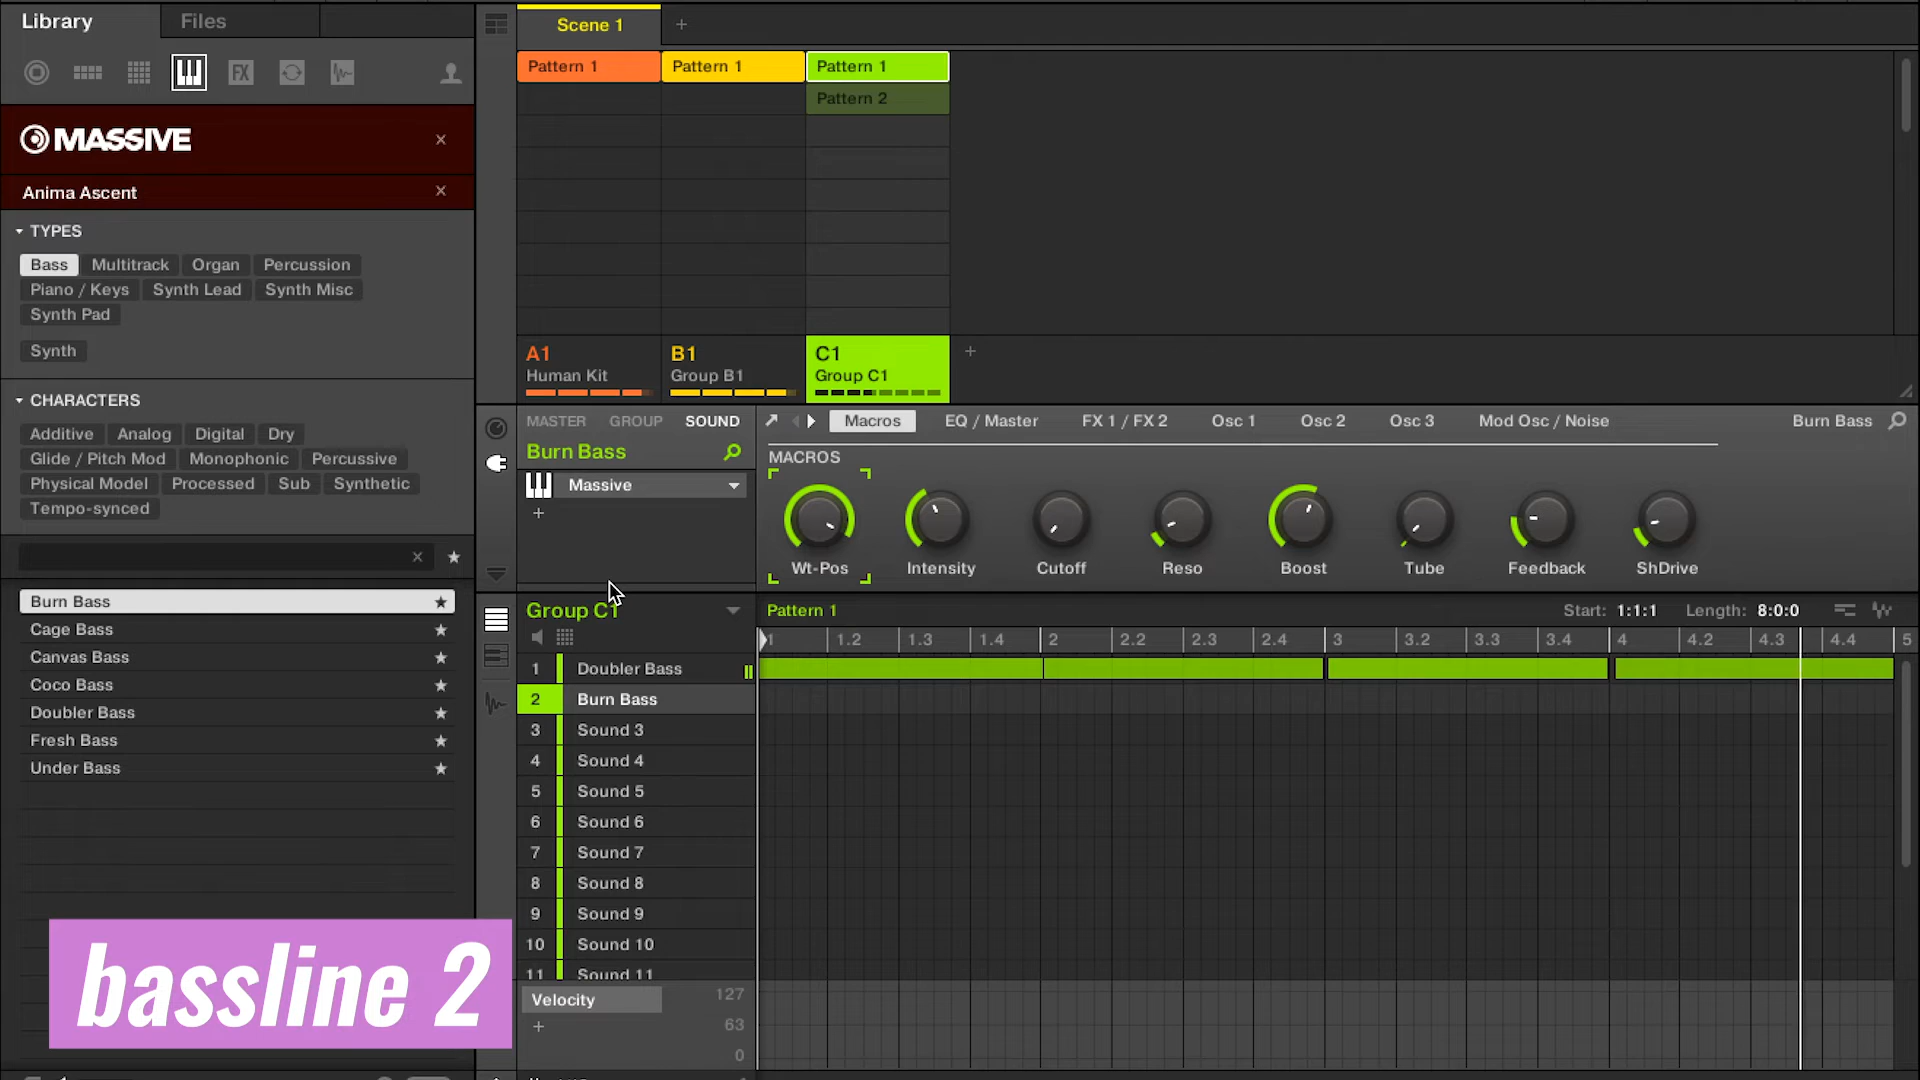 Library
Files
Scene 1
+
FX
Pattern 1
Pattern 1
Pattern 1
Pattern 2
MASSIVE
×
Anima Ascent
×
TYPES
Bass Multitrack Organ Percussion
Piano / Keys Synth Lead Synth Misc
Synth Pad
Synth
CHARACTERS
Additive Analog Digital Dry
Glide / Pitch Mod Monophonic Percussive
Physical Model Processed Sub Synthetic
Tempo-synced
×
Burn Bass
Cage Bass
Canvas Bass
Coco Bass
Doubler Bass
Fresh Bass
Under Bass
bassline 2
A1
Human Kit
B1
Group B1
C1
Group C1
+
MASTER GROUP SOUND
Burn Bass
Massive
+
Macros EQ / Master FX 1 / FX 2 Osc 1 Osc 2 Osc 3 Mod Osc / Noise Burn Bass
MACROS
Wt-Pos Intensity Cutoff Reso Boost Tube Feedback ShDrive
Group C1
Pattern 1 Start: 1:1:1 Length: 8:0:0
1 1.2 1.3 1.4 2 2.2 2.3 2.4 3 3.2 3.3 3.4 4 4.2 4.3 4.4 5
1 Doubler Bass
2 Burn Bass
3 Sound 3
4 Sound 4
5 Sound 5
6 Sound 6
7 Sound 7
8 Sound 8
9 Sound 9
10 Sound 10
11 Sound 11
Velocity 127
+ 63
0